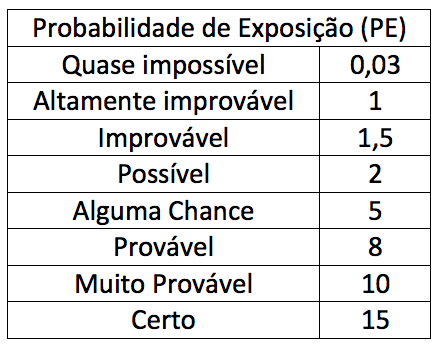 Probabilidade de Exposição (PE)
Quase impossível 0,03
Altamente improvável 1
Improvável 1,5
Possível 2
Alguma Chance 5
Provável 8
Muito Provável 10
Certo 15